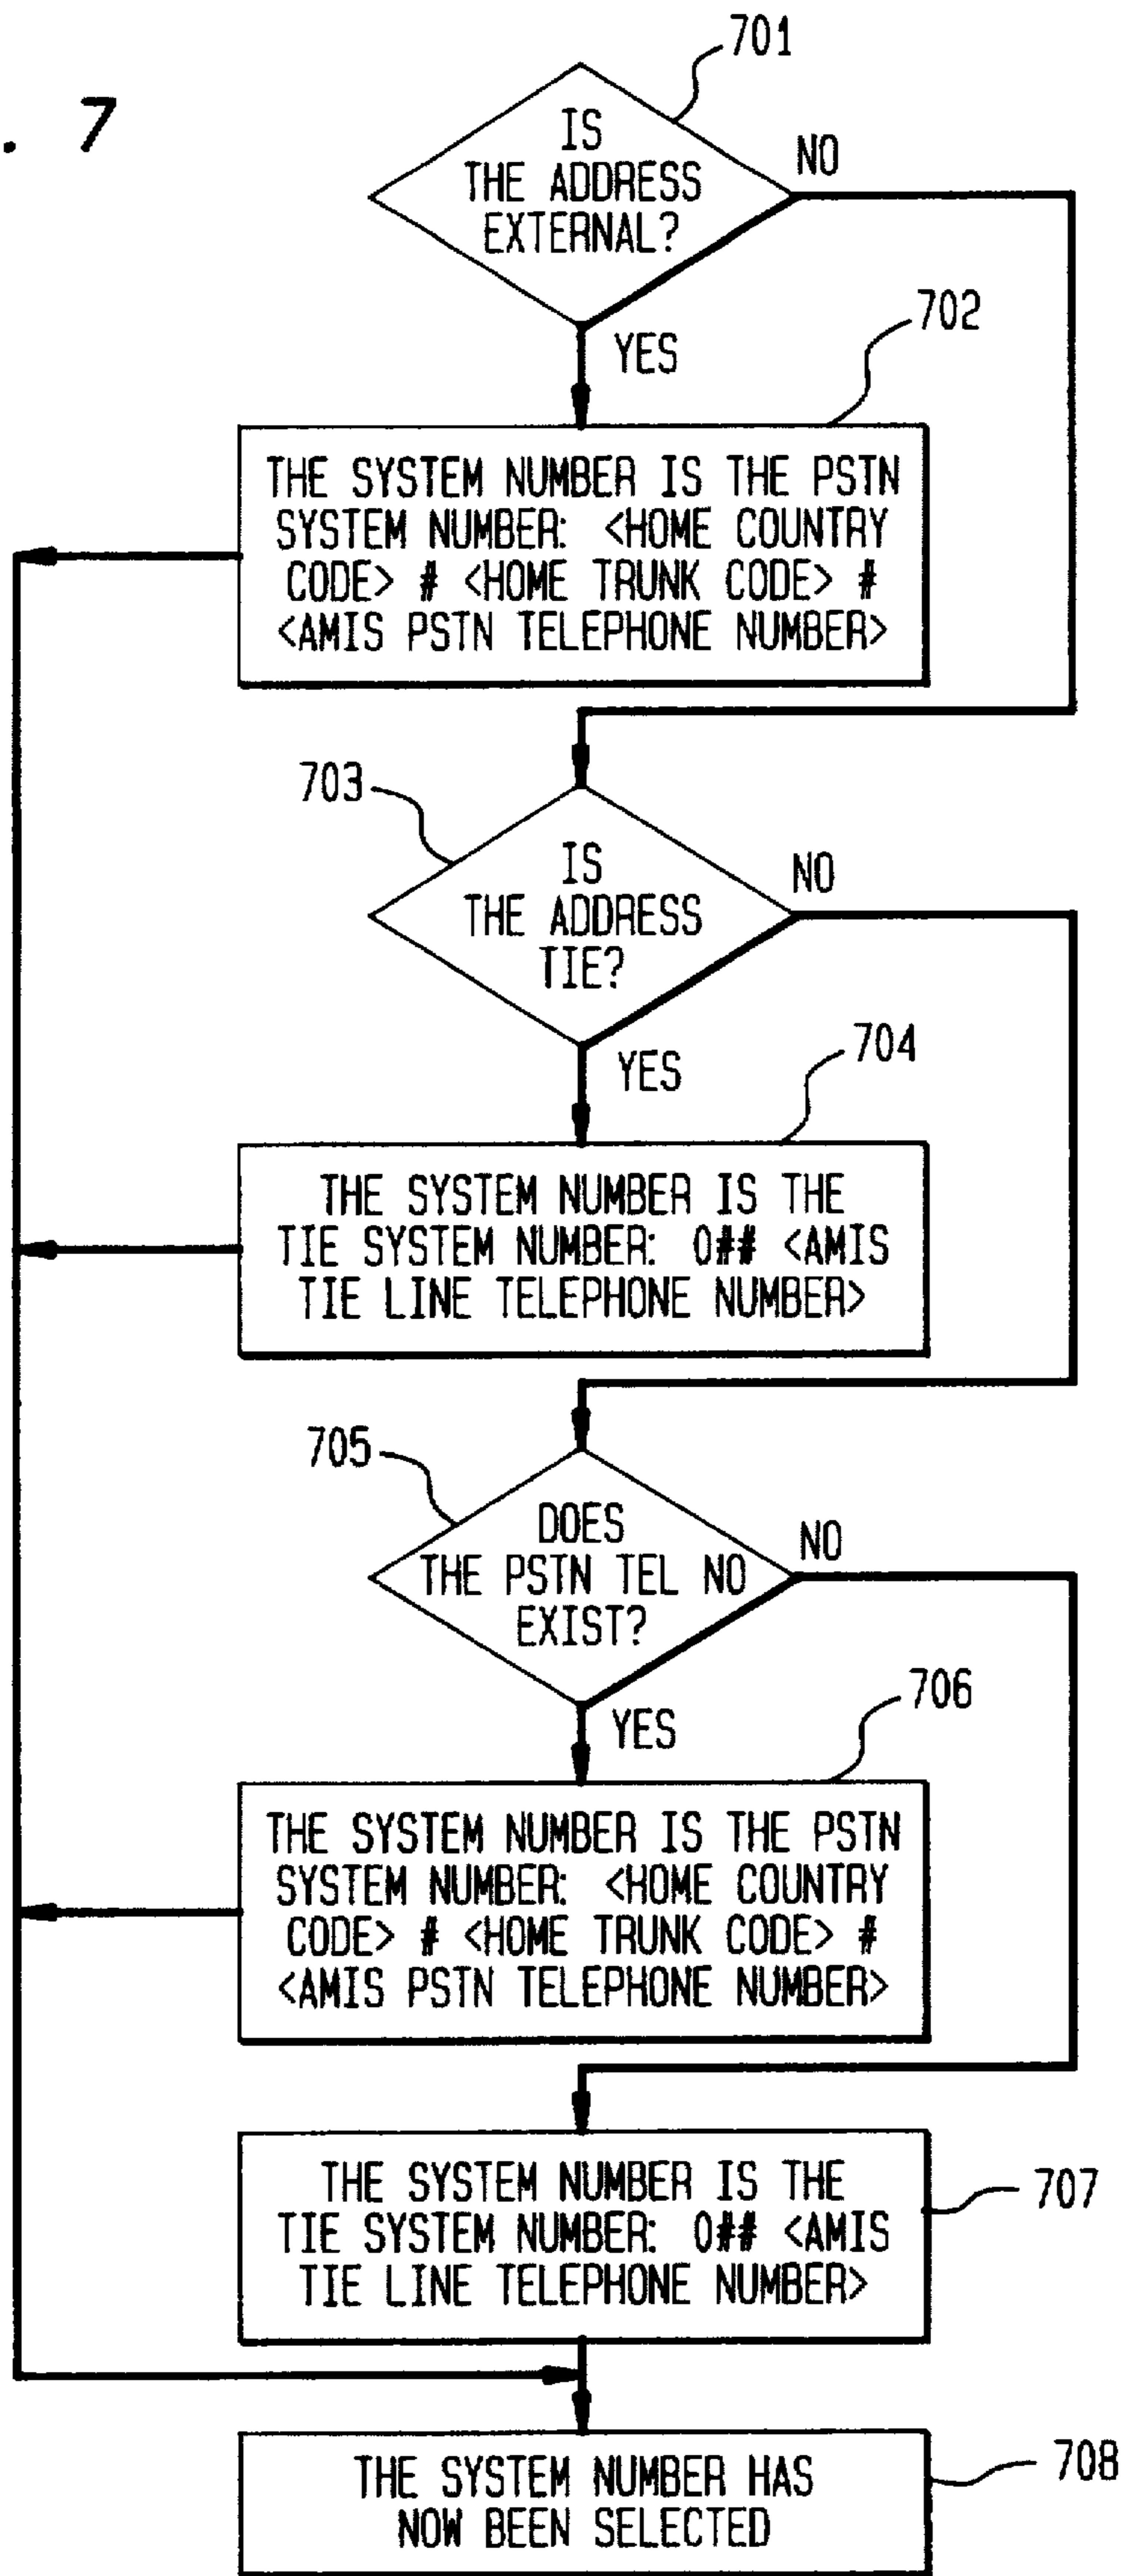 . 7
701
IS
THE ADDRESS
EXTERNAL?
NO
YES
702
THE SYSTEM NUMBER IS THE PSTN
SYSTEM NUMBER: <HOME COUNTRY
CODE> # <HOME TRUNK CODE> #
<AMIS PSTN TELEPHONE NUMBER>
703
IS
THE ADDRESS
TIE?
NO
YES
704
THE SYSTEM NUMBER IS THE
TIE SYSTEM NUMBER: 0## <AMIS
TIE LINE TELEPHONE NUMBER>
705
DOES
THE PSTN TEL NO
EXIST?
NO
YES
706
THE SYSTEM NUMBER IS THE PSTN
SYSTEM NUMBER: <HOME COUNTRY
CODE> # <HOME TRUNK CODE> #
<AMIS PSTN TELEPHONE NUMBER>
THE SYSTEM NUMBER IS THE
TIE SYSTEM NUMBER: 0## <AMIS
TIE LINE TELEPHONE NUMBER>
707
THE SYSTEM NUMBER HAS
NOW BEEN SELECTED
708